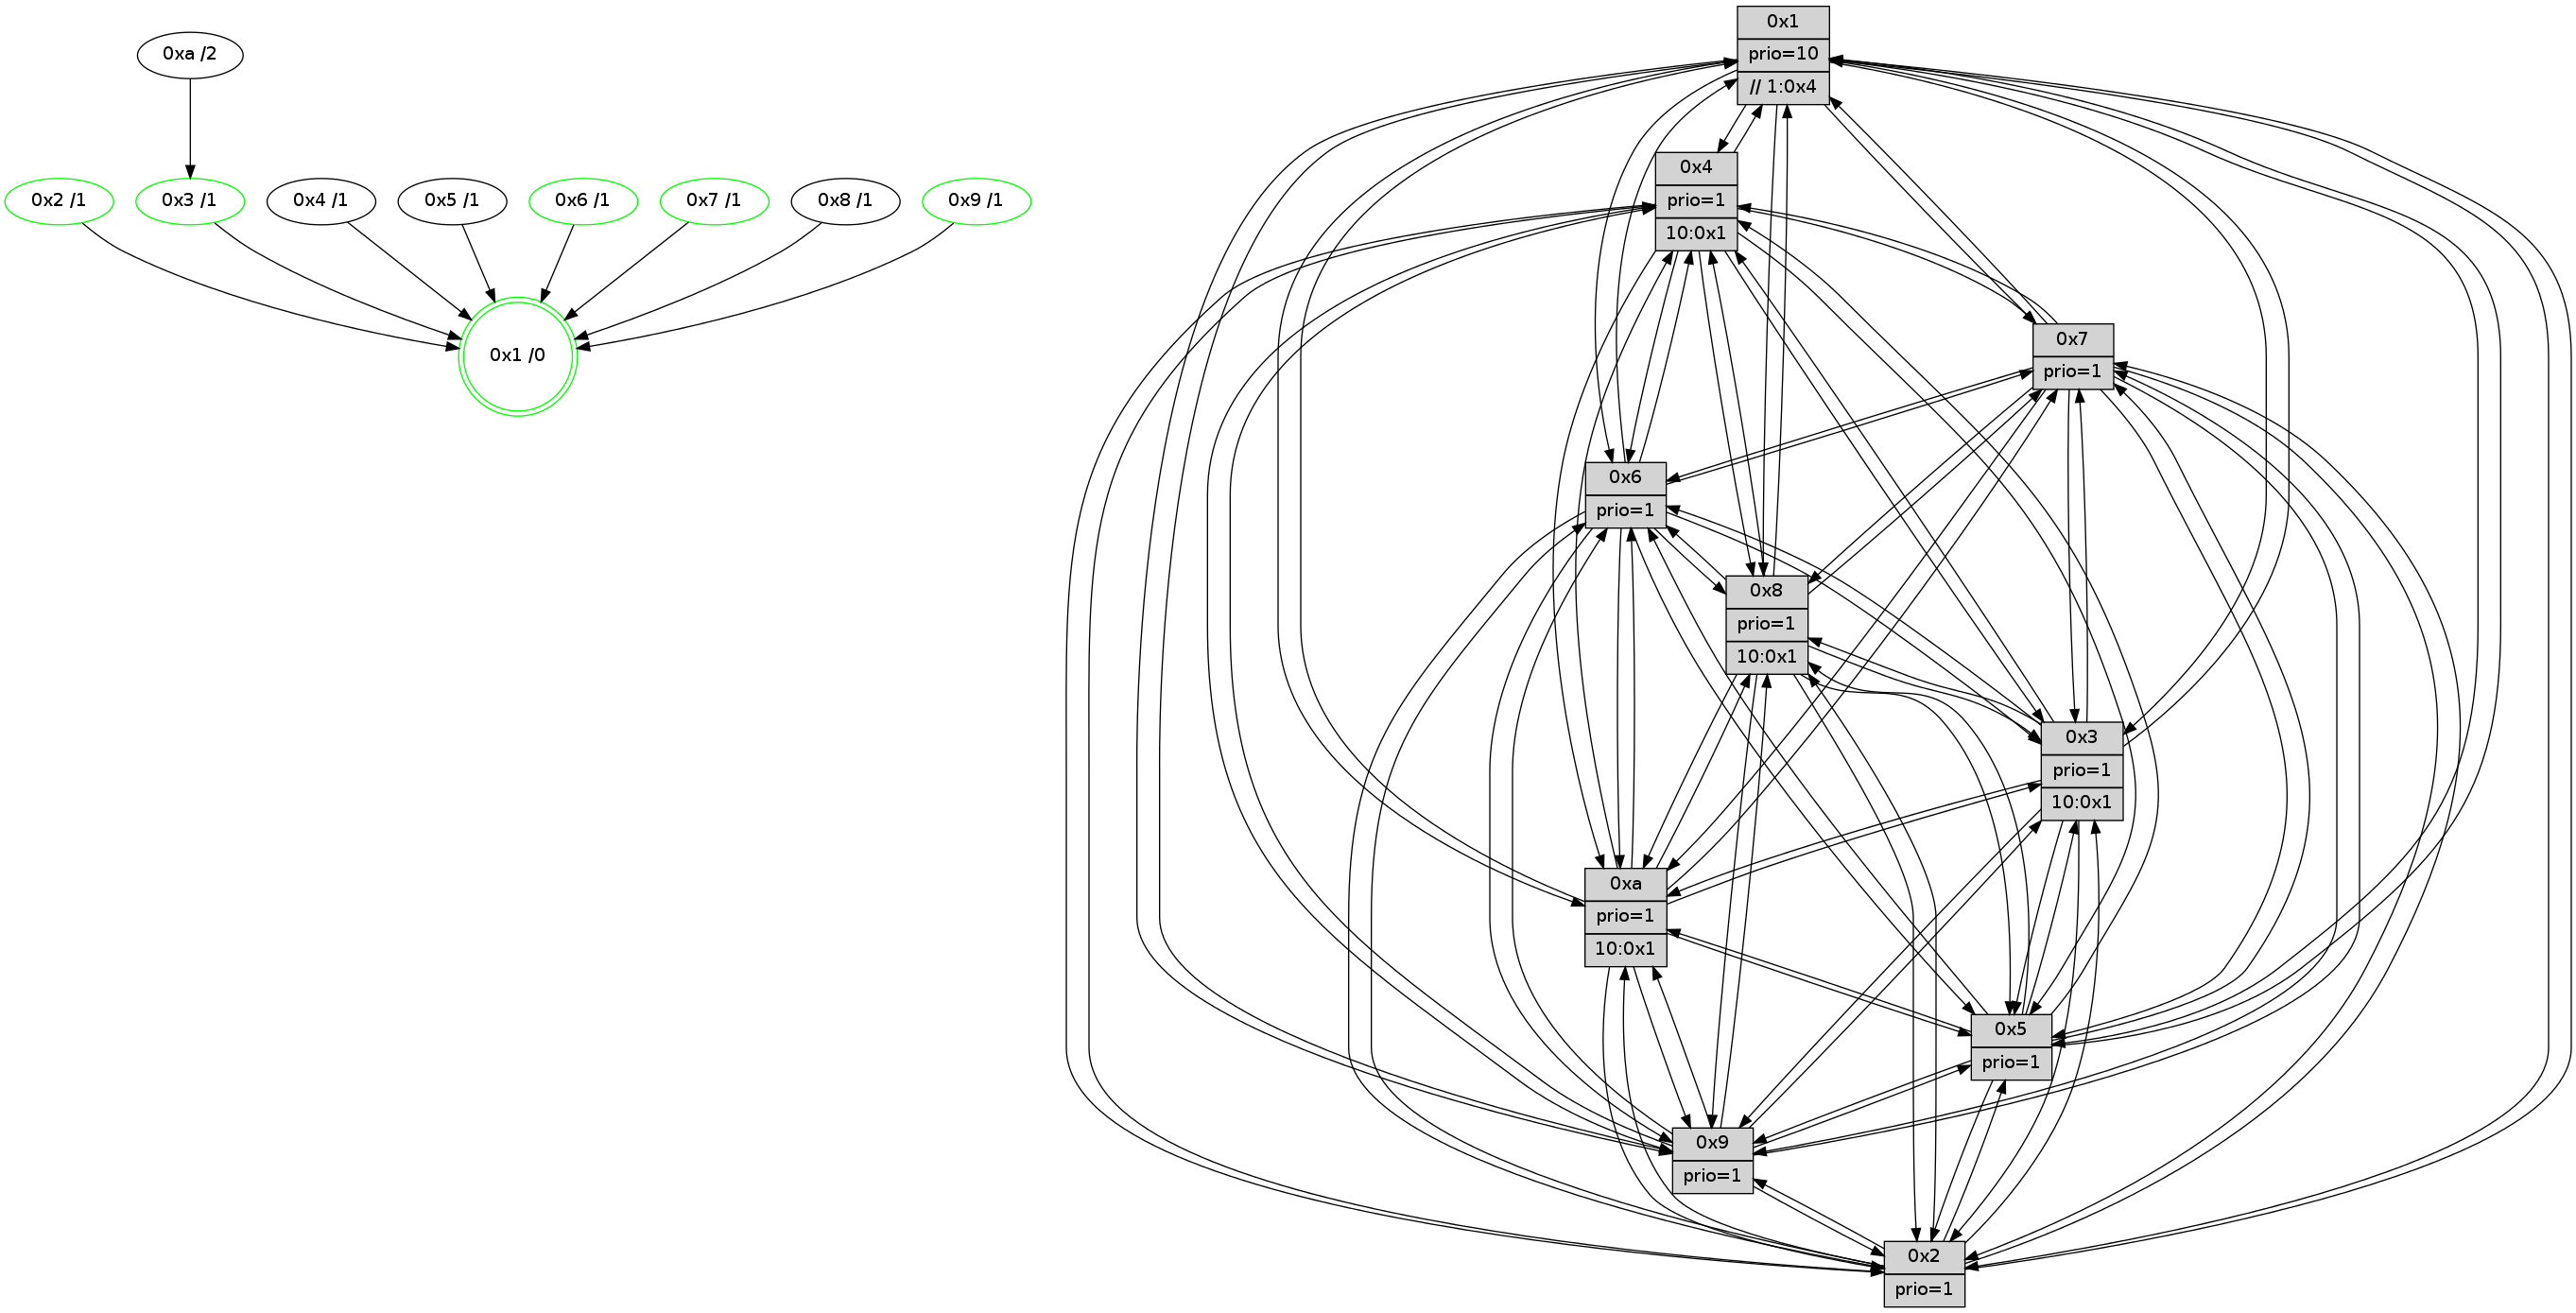 0xa /2
0x2 /1
0x3 /1
0x4 /1
0x5 /1
0x6 /1
0x7 /1
0x8 /1
0x9 /1
0x1 /0
0x1
prio=10
// 1:0x4
0x4
prio=1
10:0x1
0x7
prio=1
0x6
prio=1
0x8
prio=1
10:0x1
0x3
prio=1
10:0x1
0xa
prio=1
10:0x1
0x5
prio=1
0x9
prio=1
0x2
prio=1